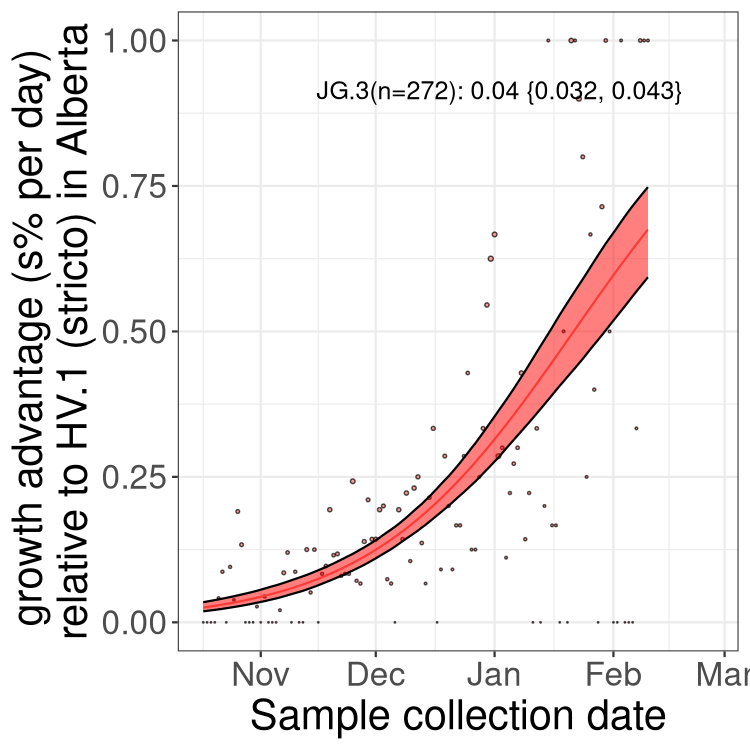 growth advantage (s% per day)
relative to HV.1 (stricto) in Alberta
1.00
0.75
0.50
0.25
0.00
JG.3(n=272): 0.04 {0.032, 0.043}
Nov Dec Jan Feb Mar
Sample collection date